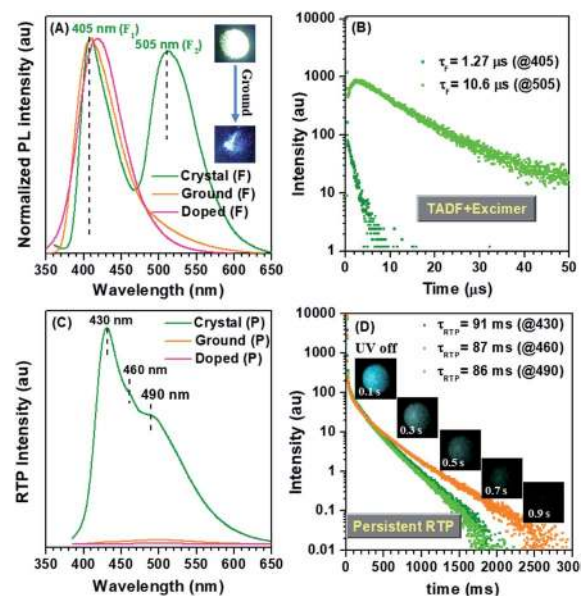 (A)
405 nm (F₁)
505 nm (F₂)
Ground
Crystal (F)
Ground (F)
Doped (F)
Normalized PL intensity (au)
350 400 450 500 550 600 650
Wavelength (nm)
(B)
τF = 1.27 μs (@405)
τF = 10.6 μs (@505)
TADF+Excimer
Intensity (au)
10000
1000
100
10
1
0 10 20 30 40 50
Time (μs)
(C)
430 nm
460 nm
490 nm
Crystal (P)
Ground (P)
Doped (P)
RTP Intensity (au)
350 400 450 500 550 600 650
Wavelength (nm)
(D)
τRTP = 91 ms (@430)
τRTP = 87 ms (@460)
τRTP = 86 ms (@490)
UV off
0.1s
0.3 s
0.5 s
0.7 s
0.9 s
Persistent RTP
Intensity (au)
10000
1000
100
10
1
0.1
0.01
0 500 1000 1500 2000 2500 3000
time (ms)